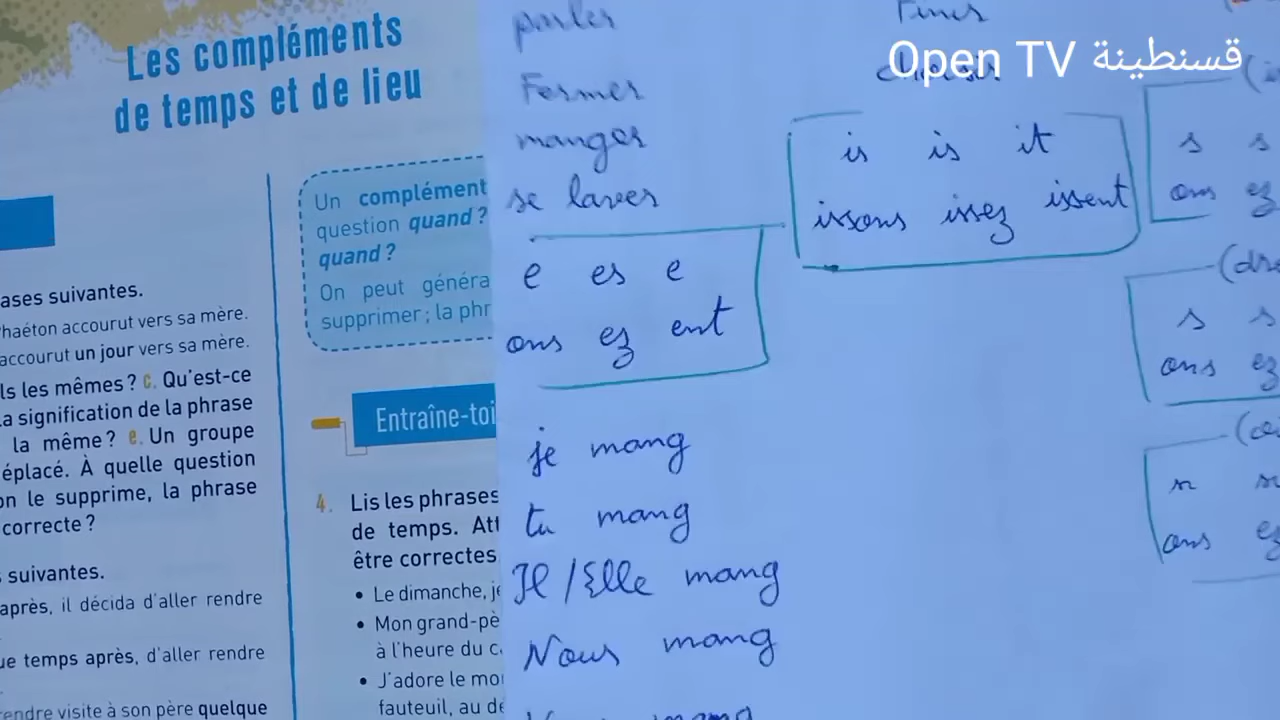 Les compléments
de temps et de lieu
Un complément
question quand ?
quand ?
On peut généra
supprimer ; la phr
ases suivantes.
Phaéton accourut vers sa mère.
accourut un jour vers sa mère.
ls les mêmes ? c. Qu'est-ce
la signification de la phrase
la même ? e. Un groupe
éplacé. À quelle question
on le supprime, la phrase
correcte ?
suivantes.
après, il décida d'aller rendre
ue temps après, d'aller rendre
rendre visite à son père quelque
Entraîne-toi
4. Lis les phrases
de temps. Att
être correctes
• Le dimanche, je
• Mon grand-pè
à l'heure du c
• J'adore le mo
fauteuil, au de
parler
Fermer
manger
se laver
e es e
ons ez ent
je mang
tu mang
Il /Elle mang
Nous mang
mang
Finir
choisir
is is it
issons issez issent
s s
ons ez
s s
ons ez
ons ez
Open TV قسنطينة